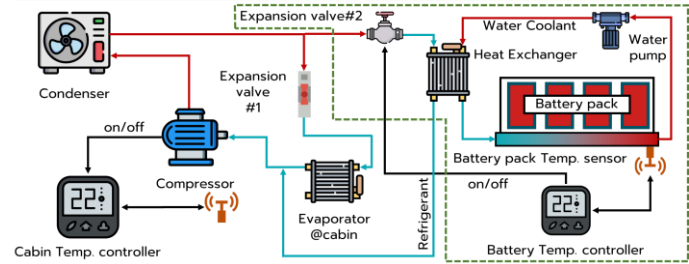 Expansion valve#2
Water Coolant
Water
pump
Heat Exchanger
Condenser
Expansion
valve
#1
Battery pack
on/off
Battery pack Temp. sensor
Compressor
on/off
22
Evaporator
@cabin
Refrigerant
22
Cabin Temp. controller
Battery Temp. controller